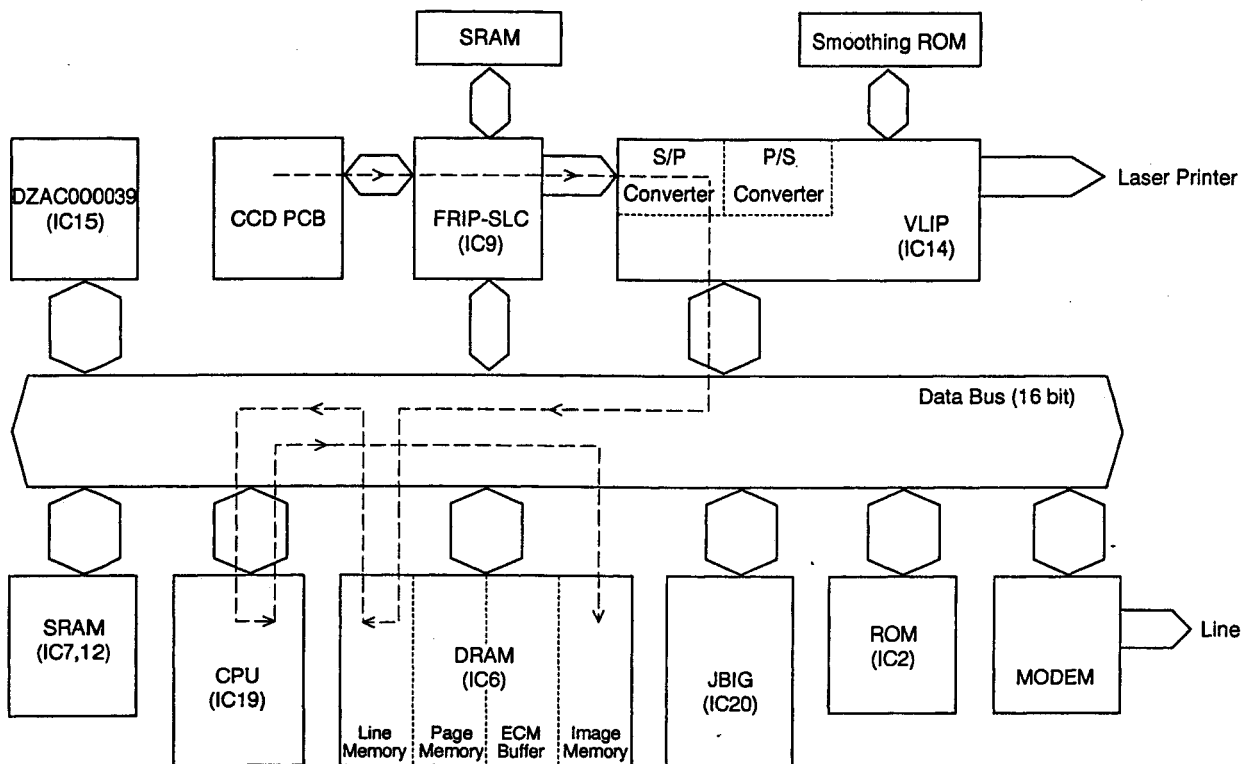 SRAM
Smoothing ROM
DZAC000039
(IC15)
CCD PCB
FRIP-SLC
(IC9)
S/P
Converter
P/S
Converter
VLIP
(IC14)
Laser Printer
Data Bus (16 bit)
SRAM
(IC7,12)
CPU
(IC19)
DRAM
(IC6)
Line
Memory
Page
Memory
ECM
Buffer
Image
Memory
JBIG
(IC20)
ROM
(IC2)
MODEM
Line